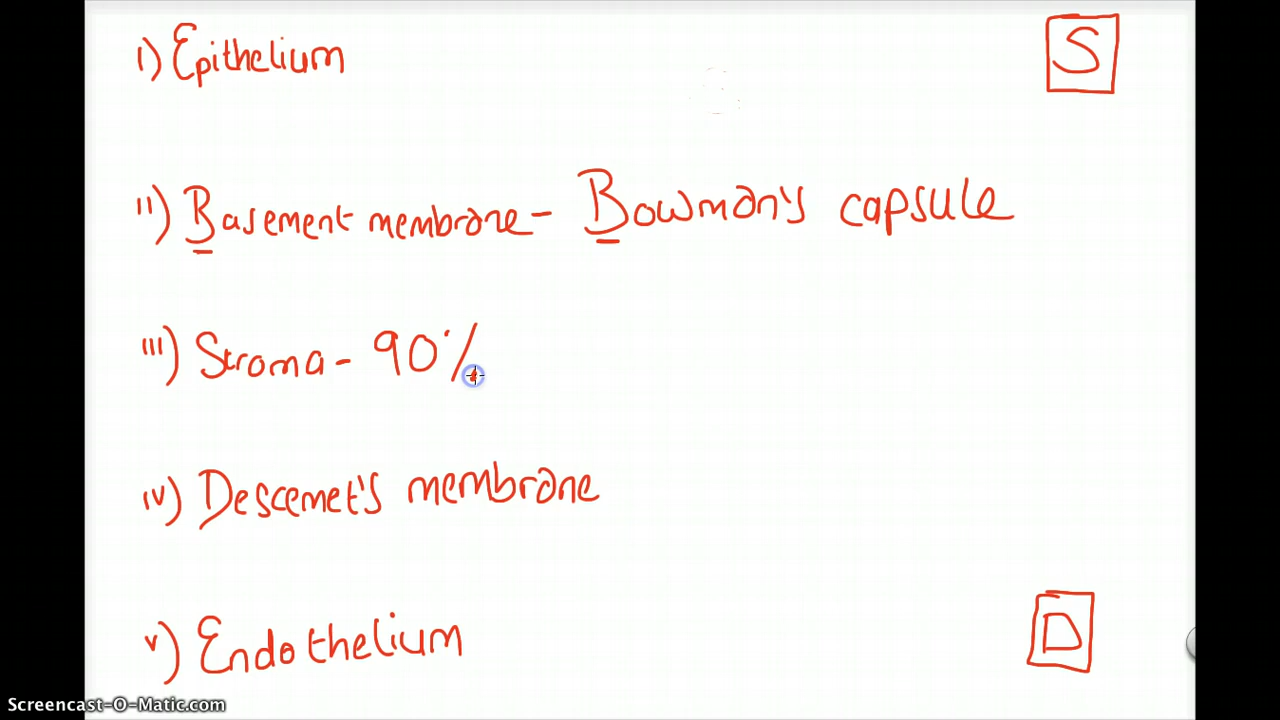 i) Epithelium S
ii) Basement membrane - Bowman's capsule
iii) Stroma - 90%
iv) Descemet's membrane
v) Endothelium D
Screencast-O-Matic.com